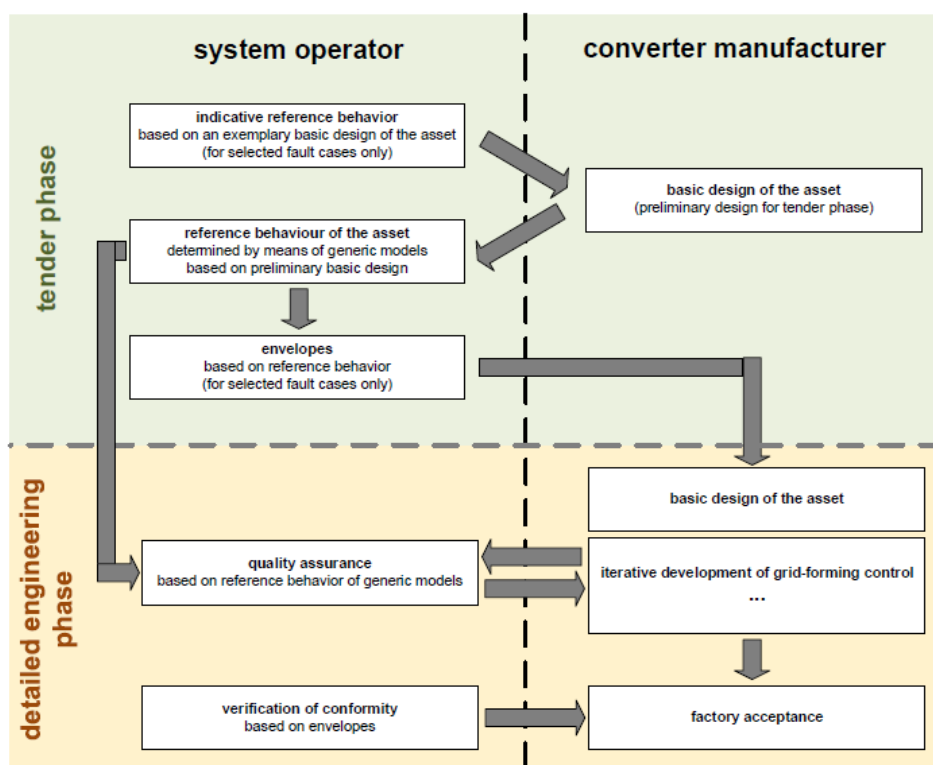 system operator
converter manufacturer
tender phase
indicative reference behavior
based on an exemplary basic design of the asset
(for selected fault cases only)
basic design of the asset
(preliminary design for tender phase)
reference behaviour of the asset
determined by means of generic models
based on preliminary basic design
envelopes
based on reference behavior
(for selected fault cases only)
detailed engineering
phase
basic design of the asset
quality assurance
based on reference behavior of generic models
iterative development of grid-forming control
...
verification of conformity
based on envelopes
factory acceptance